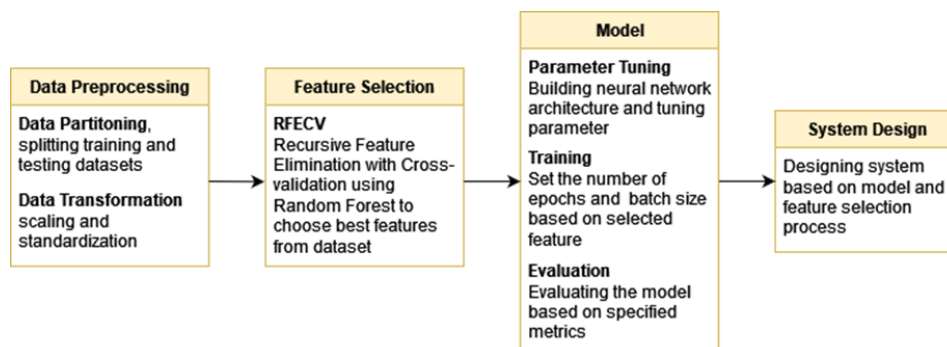 Data Preprocessing
Data Partitoning,
splitting training and
testing datasets
Data Transformation
scaling and
standardization
Feature Selection
RFECV
Recursive Feature
Elimination with Cross-
validation using
Random Forest to
choose best features
from dataset
Model
Parameter Tuning
Building neural network
architecture and tuning
parameter
Training
Set the number of
epochs and batch size
based on selected
feature
Evaluation
Evaluating the model
based on specified
metrics
System Design
Designing system
based on model and
feature selection
process